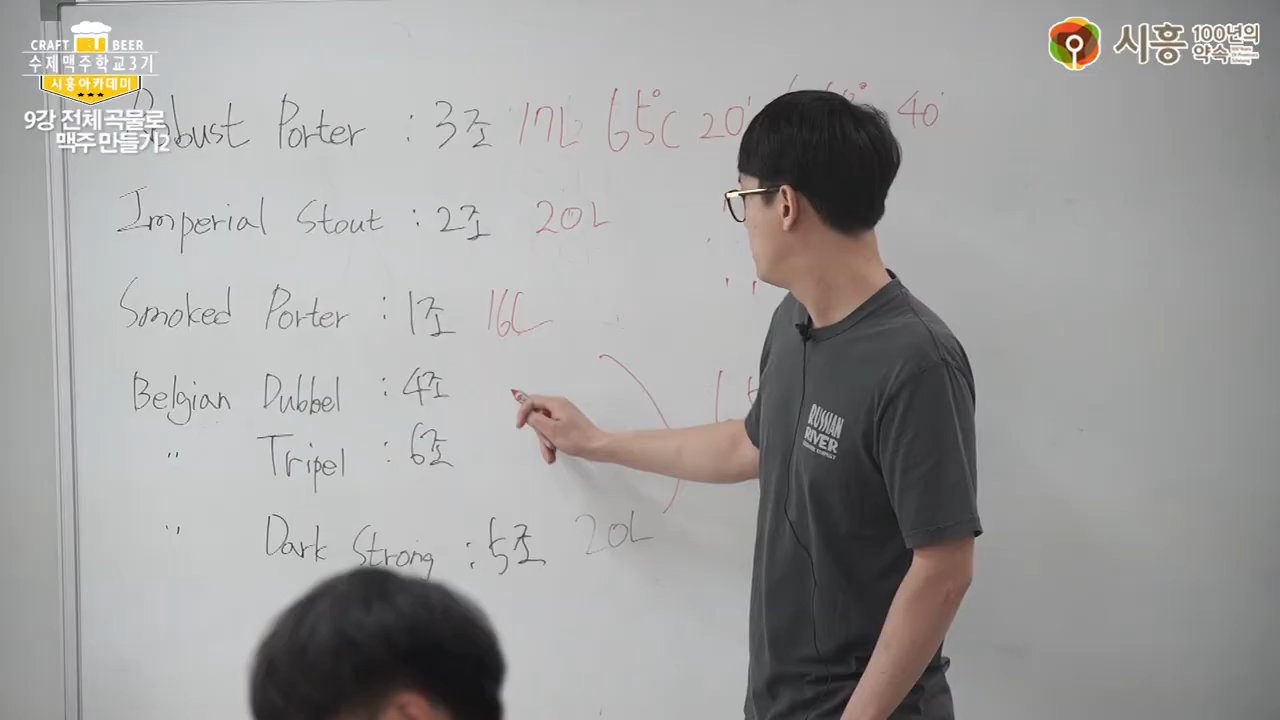 CRAFT BEER
수제맥주학교3기
시흥아카데미
9강 전체 곡물로
맥주 만들기2
시흥 100년의
약속
Robust Porter : 3조 17L 65°C 20' 40'
Imperial Stout : 2조 20L
Smoked Porter : 1조 16L
Belgian Dubbel : 4조
〃 Tripel : 6조
〃 Dark Strong : 5조 20L
RUSSIAN
RIVER